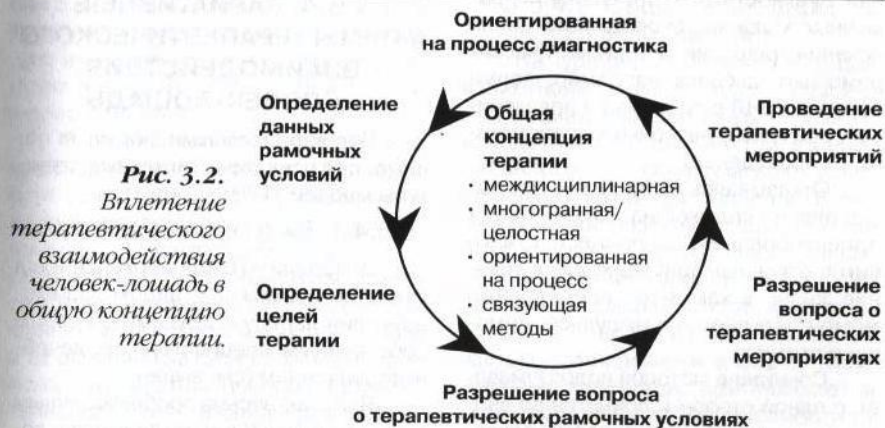 Ориентированная
на процесс диагностика
Определение
данных
рамочных
условий
Общая
концепция
терапии
· междисциплинарная
многогранная/
целостная
· ориентированная
на процесс
связующая
методы
Проведение
терапевтических
мероприятий
Рис. 3.2.
Вплетение
терапевтического
взаимодействия
человек-лошадь в
общую концепцию
терапии.
Определение
целей
терапии
Разрешение
вопроса о
терапевтических
мероприятиях
Разрешение вопроса
о терапевтических рамочных условиях